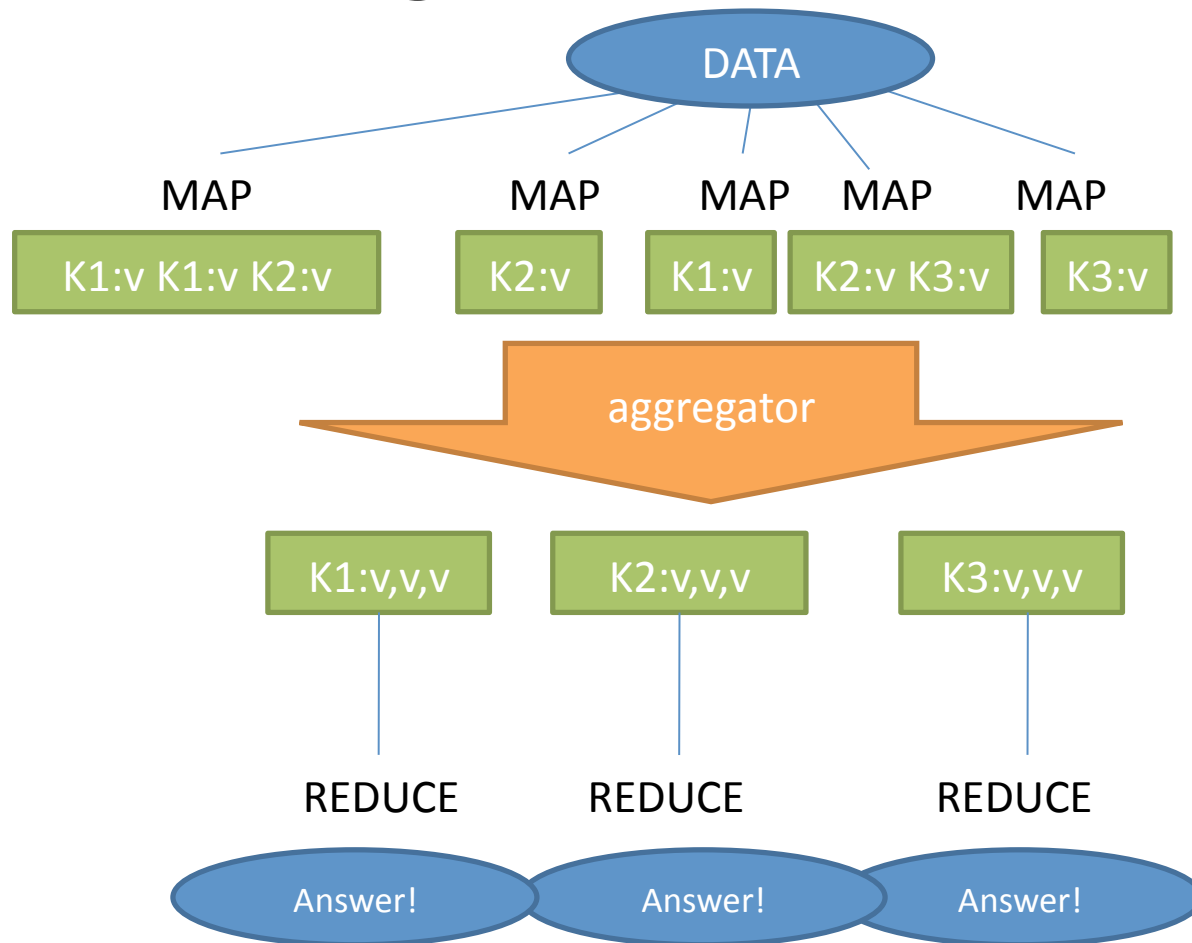 DATA
MAP MAP MAP MAP MAP
K1:v K1:v K2:v K2:v K1:v K2:v K3:v K3:v
aggregator
K1:v,v,v K2:v,v,v K3:v,v,v
REDUCE REDUCE REDUCE
Answer! Answer! Answer!